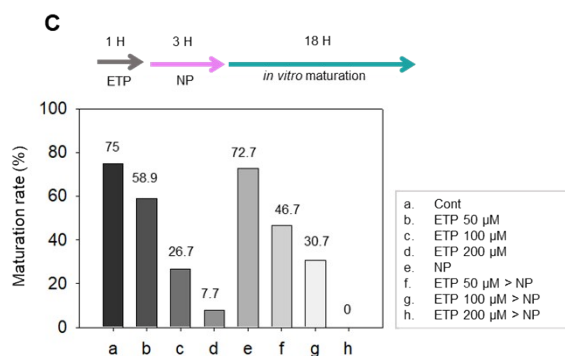 C
1 H 3 H 18 H
ETP NP in vitro maturation
Maturation rate (%)
100
80
60
40
20
0
75
58.9
26.7
7.7
72.7
46.7
30.7
0
a b c d e f g h
a. Cont
b. ETP 50 μM
c. ETP 100 μM
d. ETP 200 μM
e. NP
f. ETP 50 μM > NP
g. ETP 100 μM > NP
h. ETP 200 μM > NP